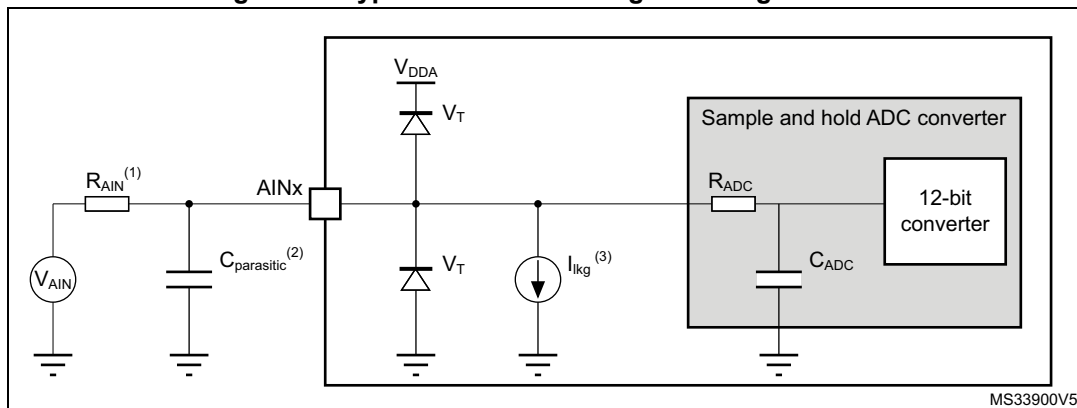 VDDA
VT
Sample and hold ADC converter
RAIN(1)
AINx
RADC
12-bit
converter
Cparasitic(2)
VT
Ilkg(3)
CADC
VAIN
MS33900V5